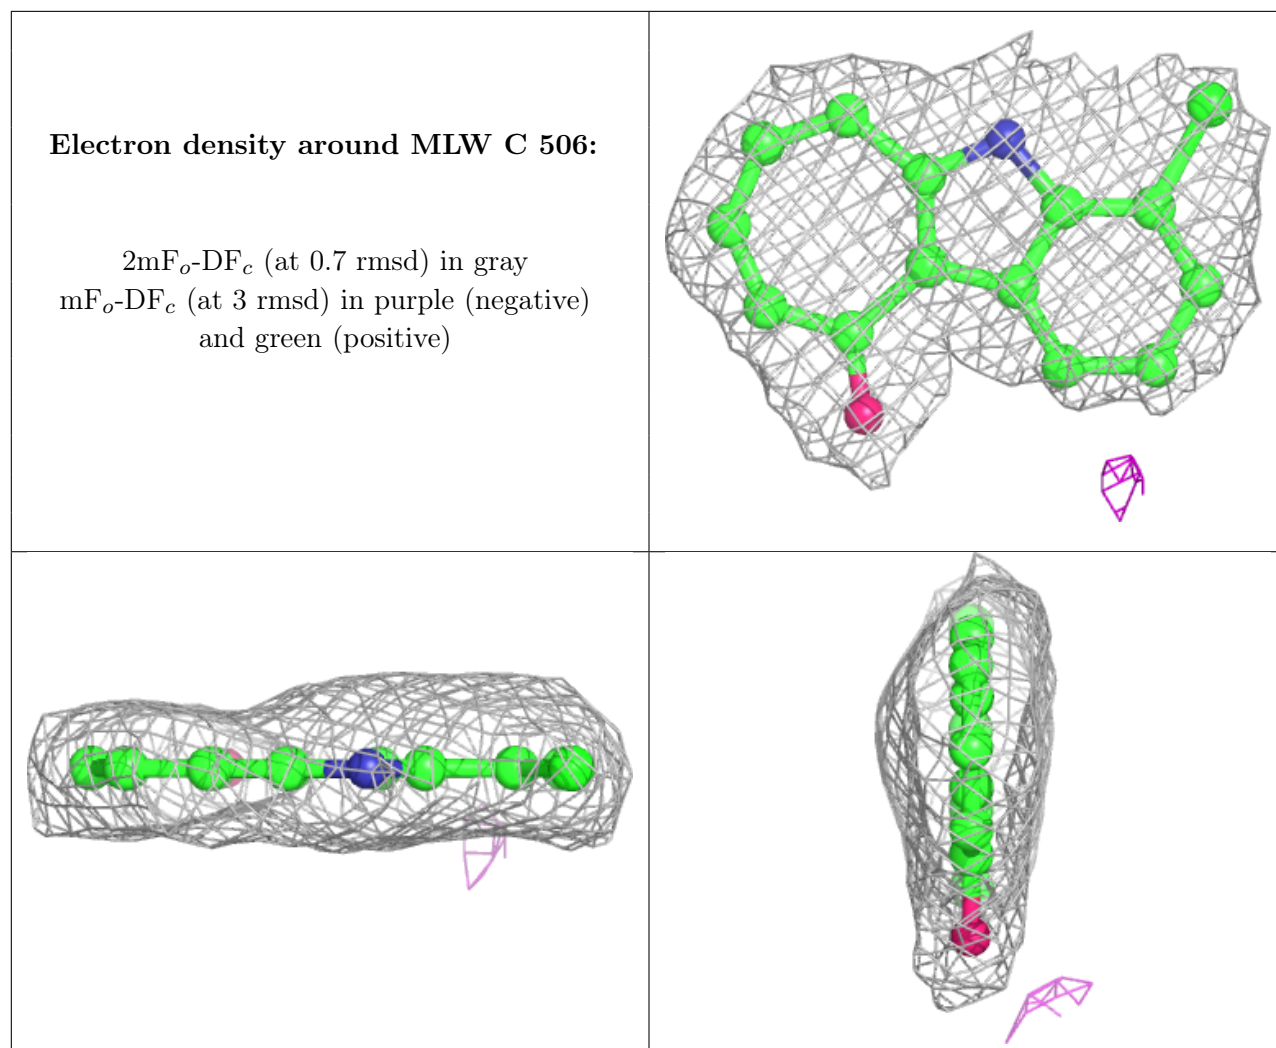 Electron density around MLW C 506:
2mFₒ-DF𝒸 (at 0.7 rmsd) in gray
mFₒ-DF𝒸 (at 3 rmsd) in purple (negative)
and green (positive)